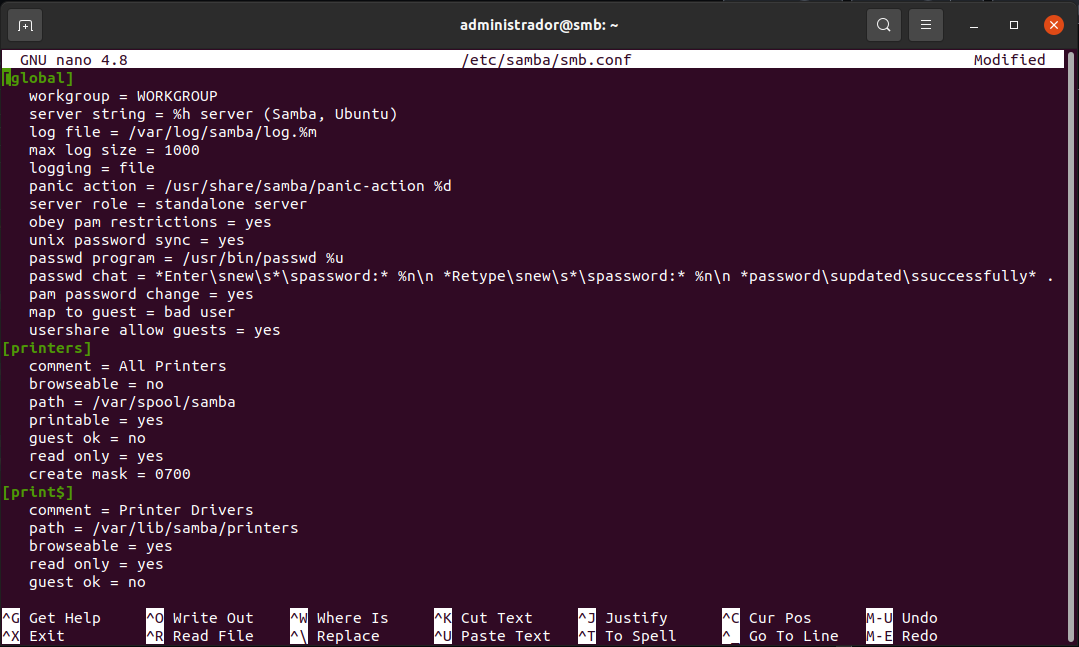 administrador@smb: ~
GNU nano 4.8 /etc/samba/smb.conf Modified
[global]
workgroup = WORKGROUP
server string = %h server (Samba, Ubuntu)
log file = /var/log/samba/log.%m
max log size = 1000
logging = file
panic action = /usr/share/samba/panic-action %d
server role = standalone server
obey pam restrictions = yes
unix password sync = yes
passwd program = /usr/bin/passwd %u
passwd chat = *Enter\snew\s*\spassword:* %n\n *Retype\snew\s*\spassword:* %n\n *password\supdated\ssuccessfully* .
pam password change = yes
map to guest = bad user
usershare allow guests = yes
[printers]
comment = All Printers
browseable = no
path = /var/spool/samba
printable = yes
guest ok = no
read only = yes
create mask = 0700
[print$]
comment = Printer Drivers
path = /var/lib/samba/printers
browseable = yes
read only = yes
guest ok = no
^G Get Help ^O Write Out ^W Where Is ^K Cut Text ^J Justify ^C Cur Pos M-U Undo
^X Exit ^R Read File ^\ Replace ^U Paste Text ^T To Spell ^_ Go To Line M-E Redo